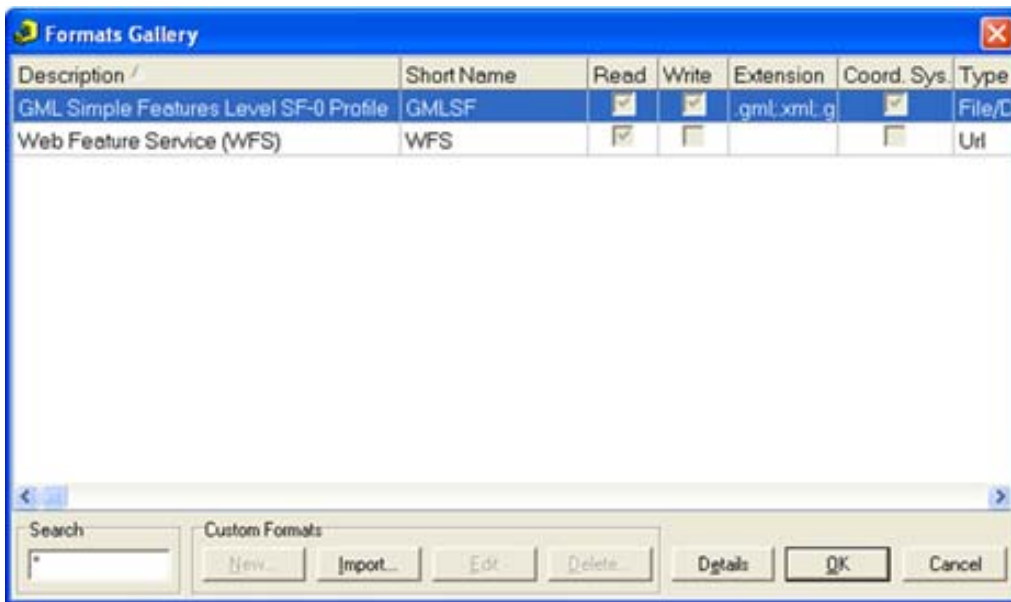 Formats Gallery
Description / Short Name Read Write Extension Coord. Sys. Type
GML Simple Features Level SF-0 Profile GMLSF .gml;.xml;.g File/D
Web Feature Service (WFS) WFS Url
Search Custom Formats
* New... Import... Edit... Delete... Details OK Cancel